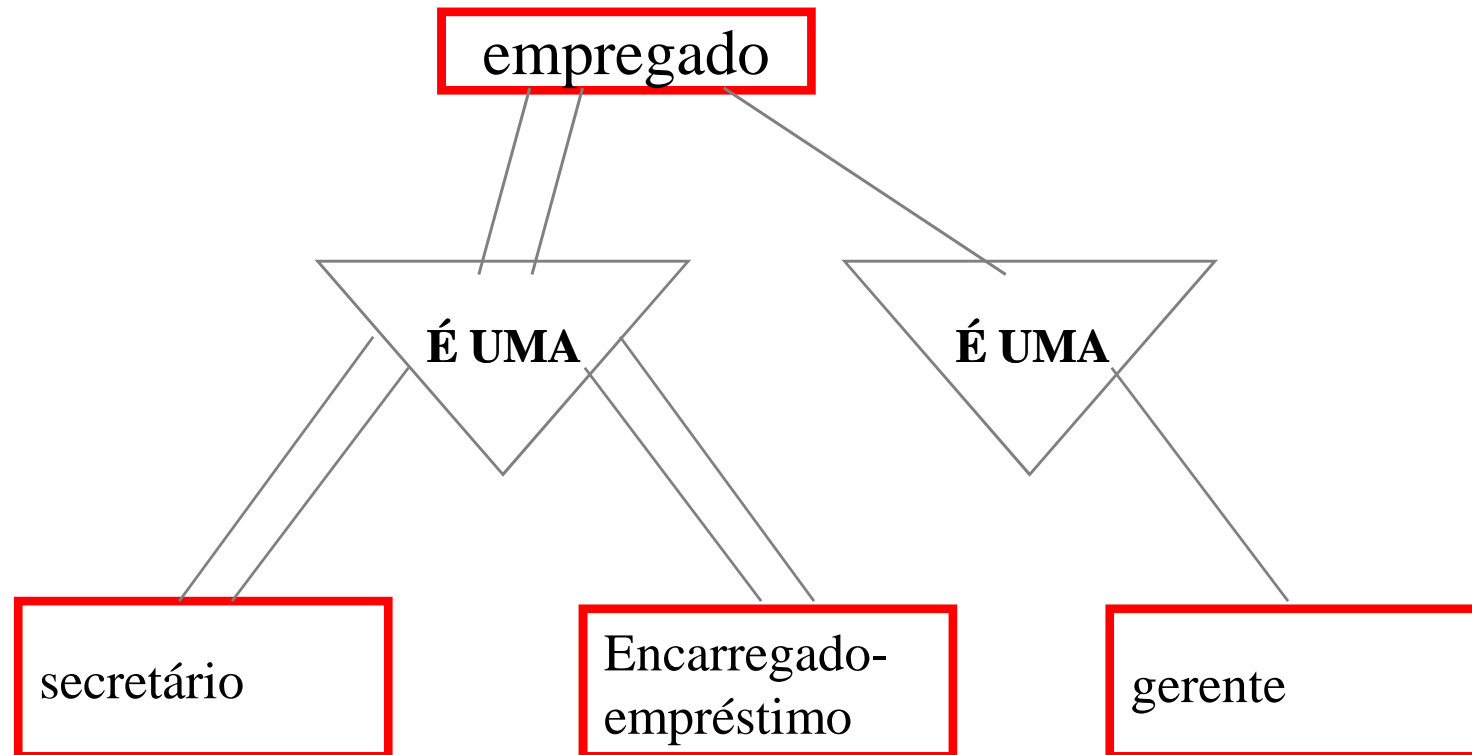 empregado
É UMA
É UMA
secretário
Encarregado-
empréstimo
gerente